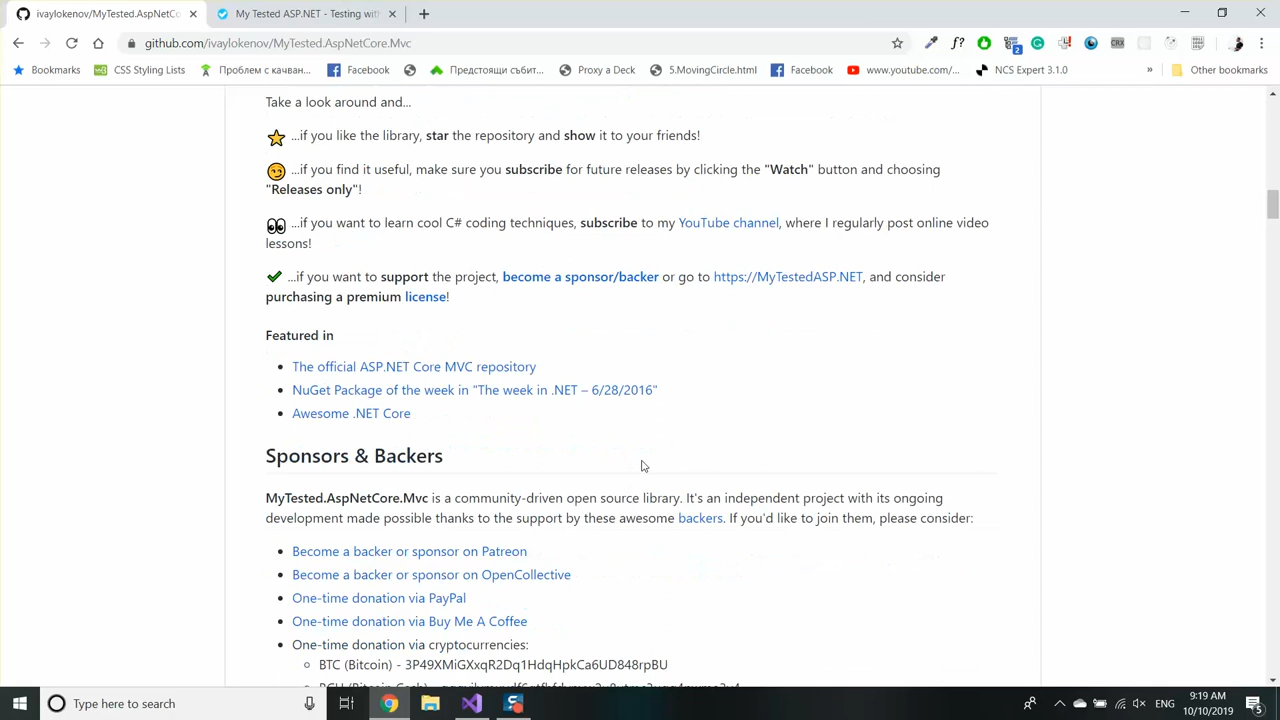 ivaylokenov/MyTested.AspNetCo
My Tested ASP.NET - Testing with
github.com/ivaylokenov/MyTested.AspNetCore.Mvc
Bookmarks
CSS Styling Lists
Проблем с качван...
Facebook
Предстоящи събит...
Proxy a Deck
5.MovingCircle.html
Facebook
www.youtube.com/...
NCS Expert 3.1.0
»
Other bookmarks
Take a look around and...
...if you like the library, star the repository and show it to your friends!
...if you find it useful, make sure you subscribe for future releases by clicking the "Watch" button and choosing
"Releases only"!
...if you want to learn cool C# coding techniques, subscribe to my YouTube channel, where I regularly post online video
lessons!
...if you want to support the project, become a sponsor/backer or go to https://MyTestedASP.NET, and consider
purchasing a premium license!
Featured in
The official ASP.NET Core MVC repository
NuGet Package of the week in "The week in .NET – 6/28/2016"
Awesome .NET Core
Sponsors & Backers
MyTested.AspNetCore.Mvc is a community-driven open source library. It's an independent project with its ongoing
development made possible thanks to the support by these awesome backers. If you'd like to join them, please consider:
Become a backer or sponsor on Patreon
Become a backer or sponsor on OpenCollective
One-time donation via PayPal
One-time donation via Buy Me A Coffee
One-time donation via cryptocurrencies:
BTC (Bitcoin) - 3P49XMiGXxqR2Dq1HdqHpkCa6UD848rpBU
Type here to search
ENG
9:19 AM
10/10/2019
5